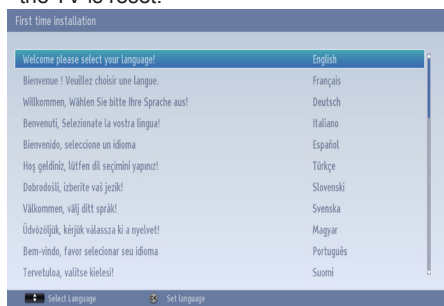 the TV is reset.
First time installation
Welcome please select your language! English
Bienvenue ! Veuillez choisir une langue. Français
Willkommen, Wählen Sie bitte Ihre Sprache aus! Deutsch
Benvenuti, Selezionate la vostra lingua! Italiano
Bienvenido, seleccione un idioma Español
Hoş geldiniz, lütfen dil seçimini yapınız! Türkçe
Dobrodošli, izberite vaš jezik! Slovenski
Välkommen, välj ditt språk! Svenska
Üdvözöljük, kérjük válassza ki a nyelvet! Magyar
Bem-vindo, favor selecionar seu idioma Português
Tervetuloa, valitse kielesi! Suomi
Select Language OK Set language